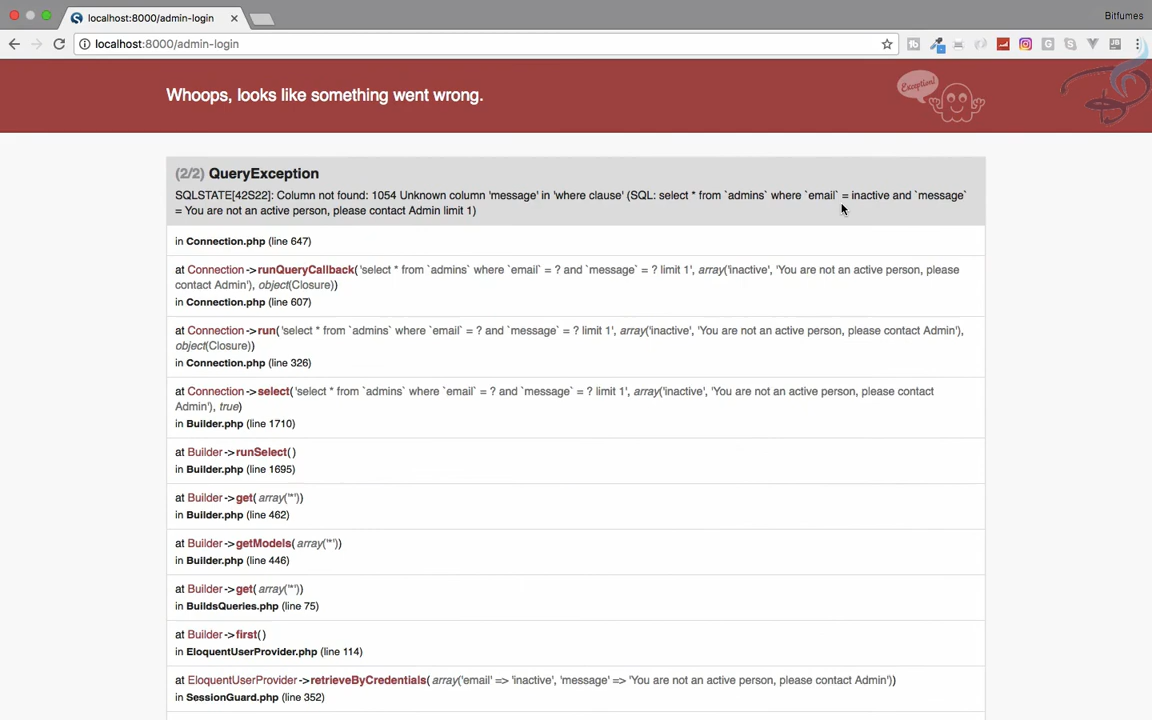 localhost:8000/admin-login
Bitfumes
localhost:8000/admin-login
Whoops, looks like something went wrong.
Exception!
(2/2) QueryException
SQLSTATE[42S22]: Column not found: 1054 Unknown column 'message' in 'where clause' (SQL: select * from `admins` where `email` = inactive and `message`
= You are not an active person, please contact Admin limit 1)
in Connection.php (line 647)
at Connection->runQueryCallback('select * from `admins` where `email` = ? and `message` = ? limit 1', array('inactive', 'You are not an active person, please
contact Admin'), object(Closure))
in Connection.php (line 607)
at Connection->run('select * from `admins` where `email` = ? and `message` = ? limit 1', array('inactive', 'You are not an active person, please contact Admin'),
object(Closure))
in Connection.php (line 326)
at Connection->select('select * from `admins` where `email` = ? and `message` = ? limit 1', array('inactive', 'You are not an active person, please contact
Admin'), true)
in Builder.php (line 1710)
at Builder->runSelect()
in Builder.php (line 1695)
at Builder->get(array('*'))
in Builder.php (line 462)
at Builder->getModels(array('*'))
in Builder.php (line 446)
at Builder->get(array('*'))
in BuildsQueries.php (line 75)
at Builder->first()
in EloquentUserProvider.php (line 114)
at EloquentUserProvider->retrieveByCredentials(array('email' => 'inactive', 'message' => 'You are not an active person, please contact Admin'))
in SessionGuard.php (line 352)